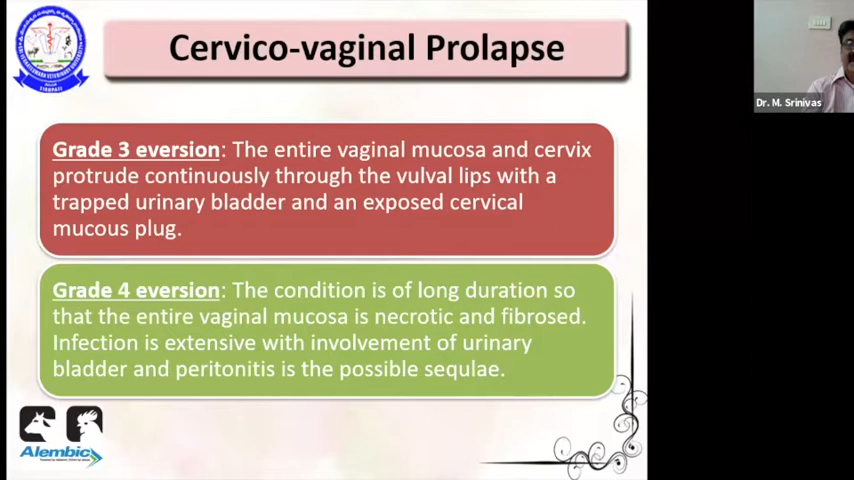 Cervico-vaginal Prolapse
Dr. M. Srinivas
Grade 3 eversion: The entire vaginal mucosa and cervix
protrude continuously through the vulval lips with a
trapped urinary bladder and an exposed cervical
mucous plug.
Grade 4 eversion: The condition is of long duration so
that the entire vaginal mucosa is necrotic and fibrosed.
Infection is extensive with involvement of urinary
bladder and peritonitis is the possible sequlae.
TIRUPATI
Alembic